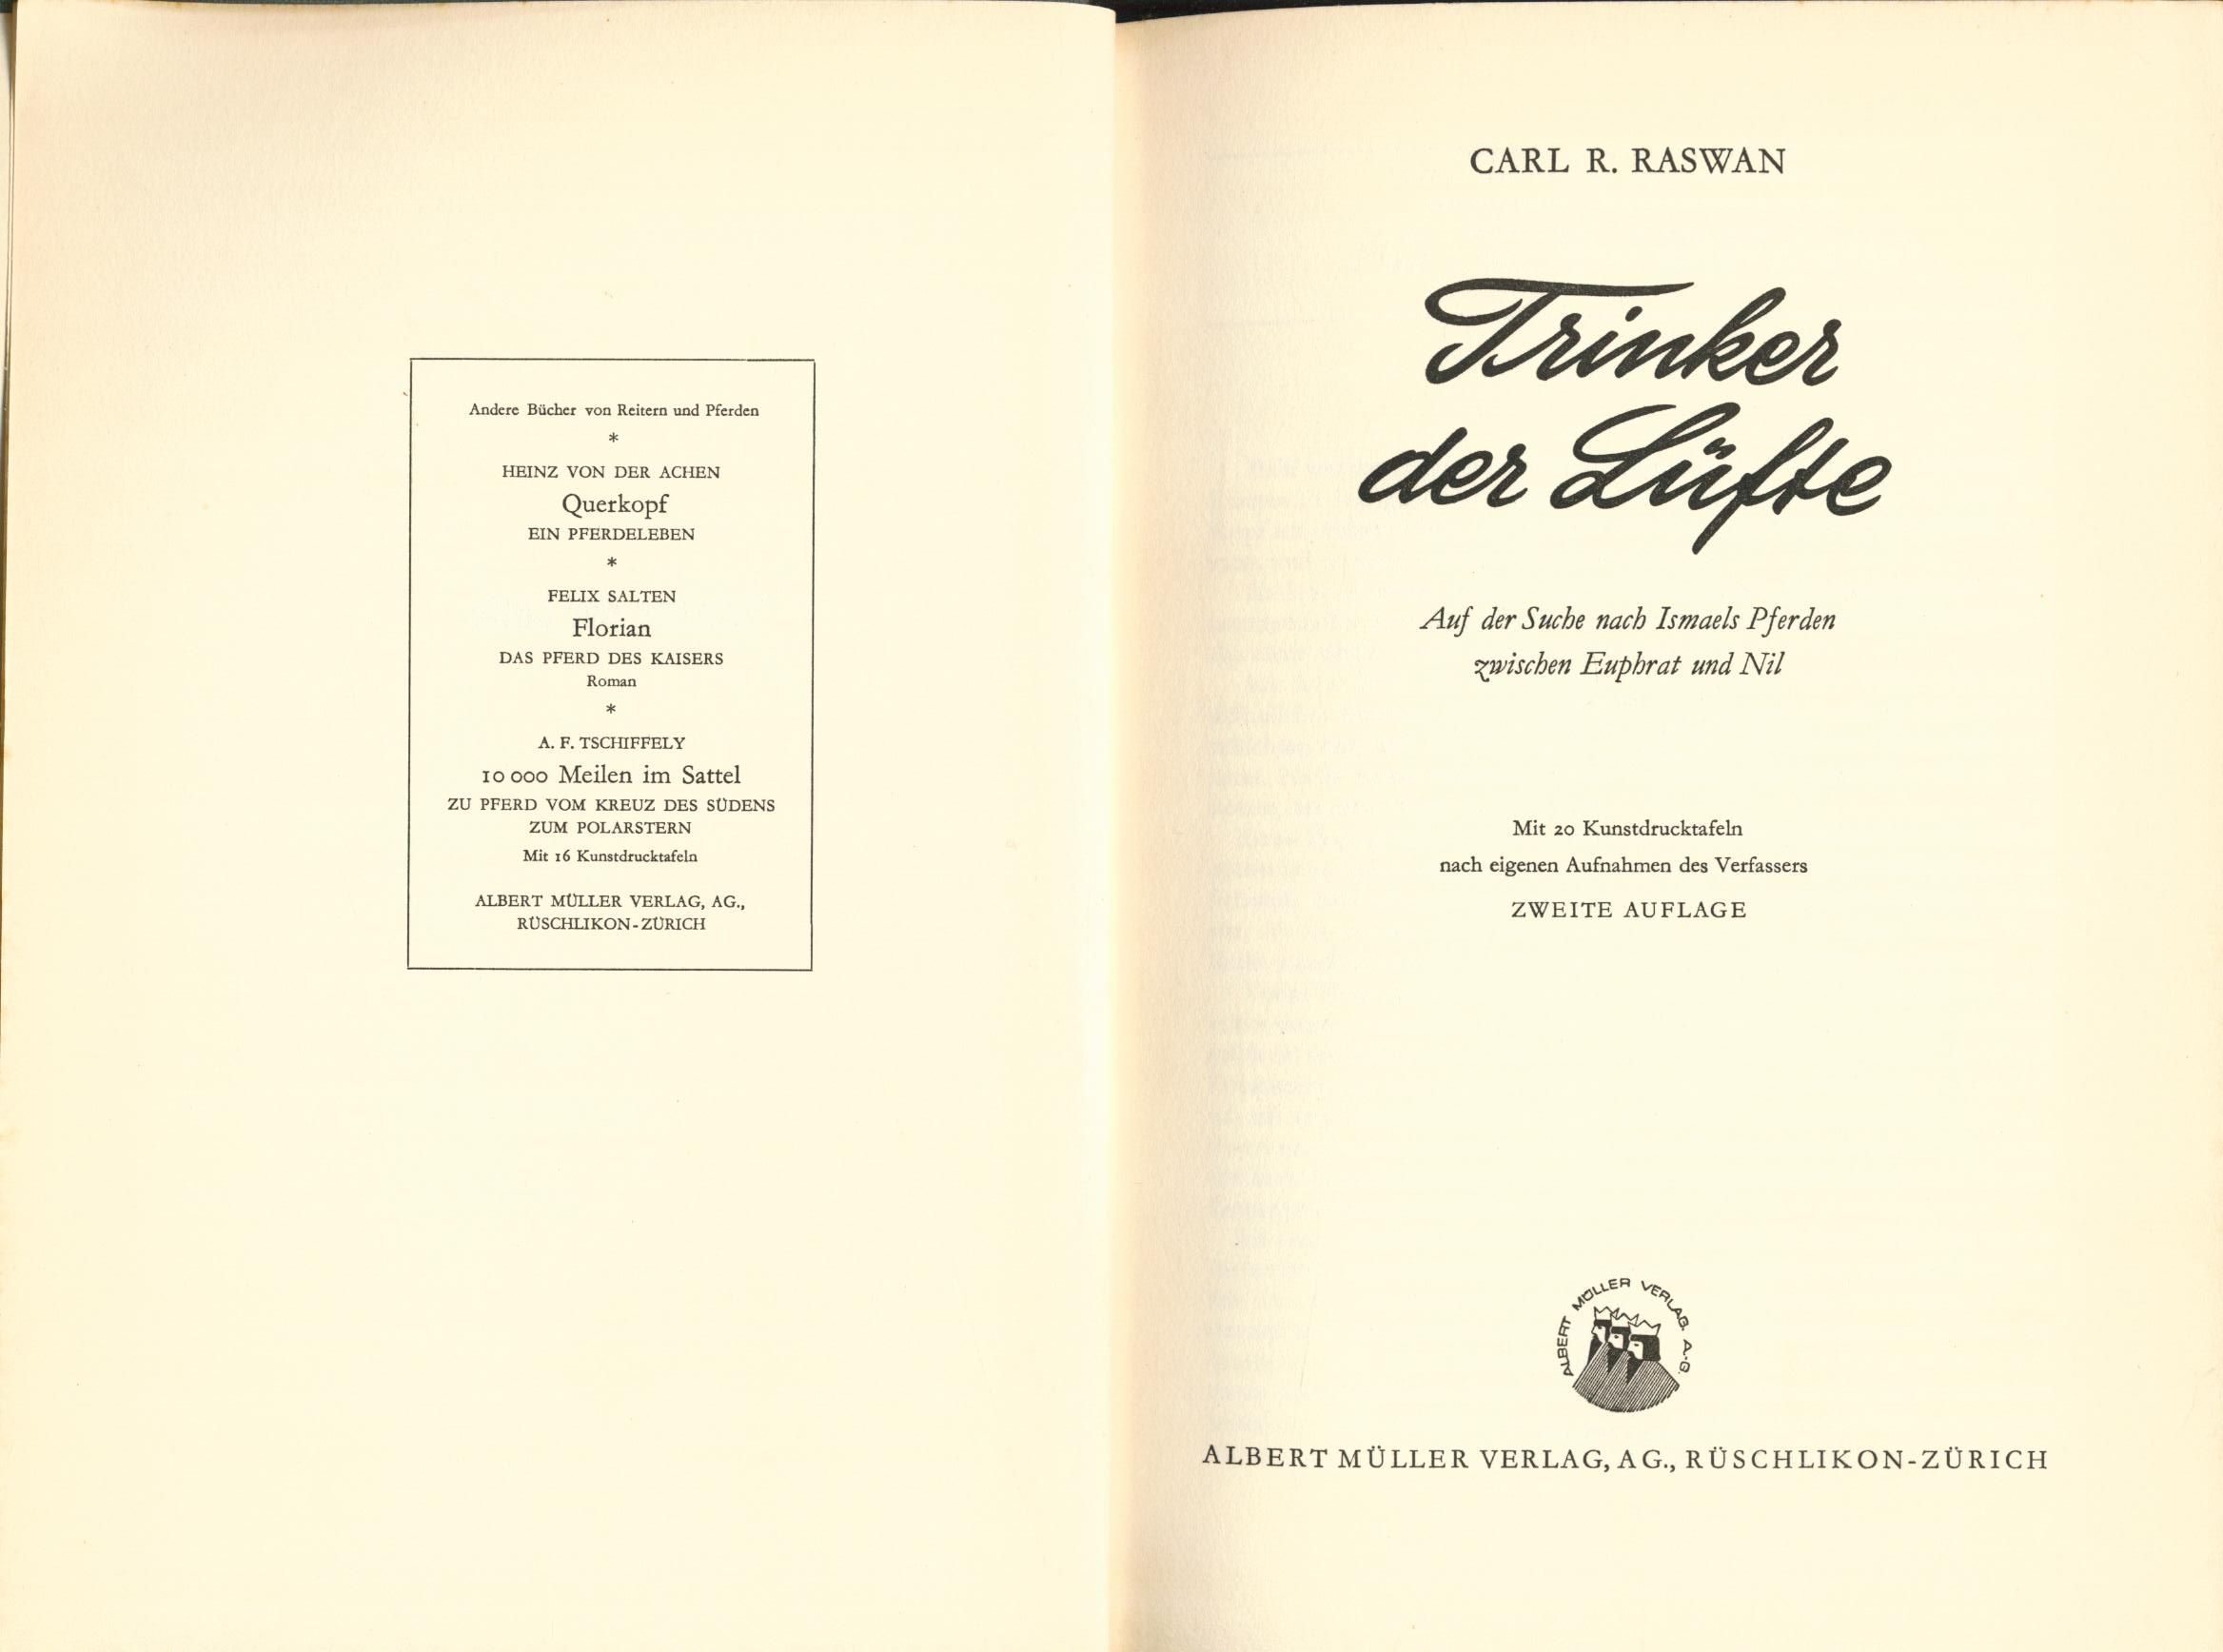 Andere Bücher von Reitern und Pferden
*
HEINZ VON DER ACHEN
Querkopf
EIN PFERDELEBEN
*
FELIX SALTEN
Florian
DAS PFERD DES KAISERS
Roman
*
A. F. TSCHIFFELY
10 000 Meilen im Sattel
ZU PFERD VOM KREUZ DES SÜDENS
ZUM POLARSTERN
Mit 16 Kunstdrucktafeln
ALBERT MÜLLER VERLAG, AG.,
RÜSCHLIKON-ZÜRICH
CARL R. RASWAN
Trinker
der Lüfte
Auf der Suche nach Ismaels Pferden
zwischen Euphrat und Nil
Mit 20 Kunstdrucktafeln
nach eigenen Aufnahmen des Verfassers
ZWEITE AUFLAGE
ALBERT MÜLLER VERLAG. A.G.
ALBERT MÜLLER VERLAG, AG., RÜSCHLIKON-ZÜRICH